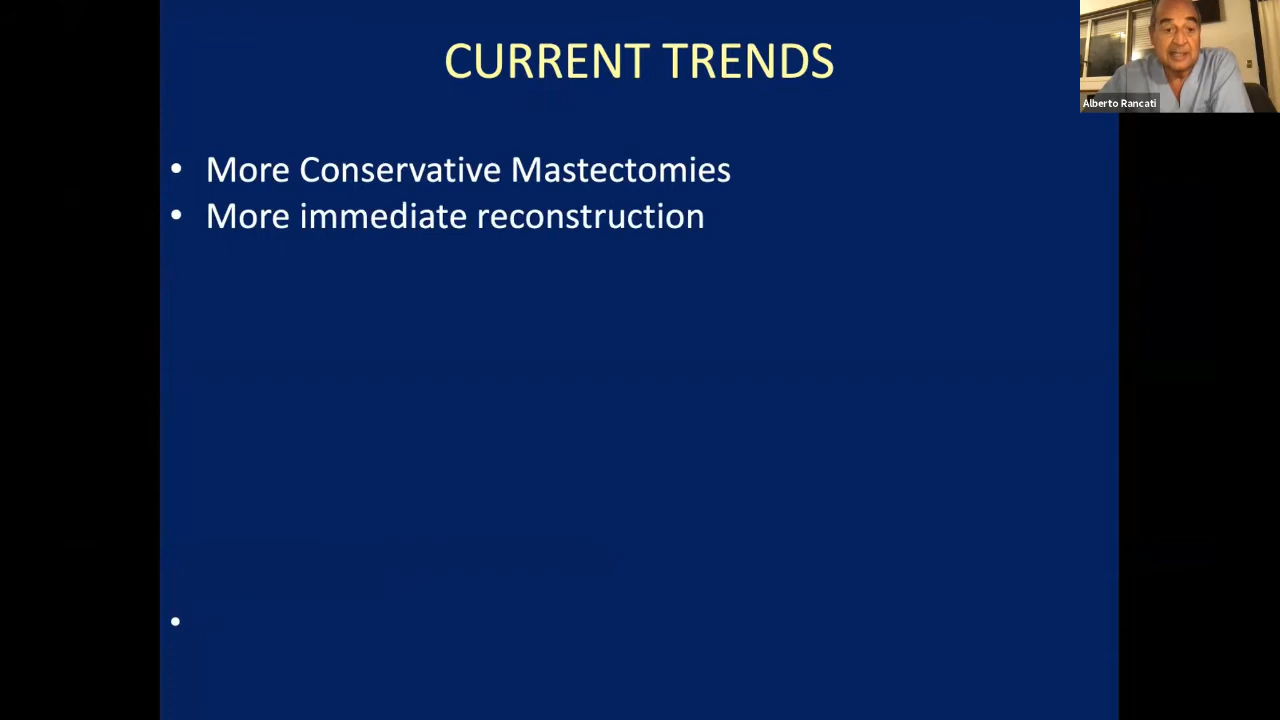 CURRENT TRENDS
Alberto Rancati
• More Conservative Mastectomies
• More immediate reconstruction
•